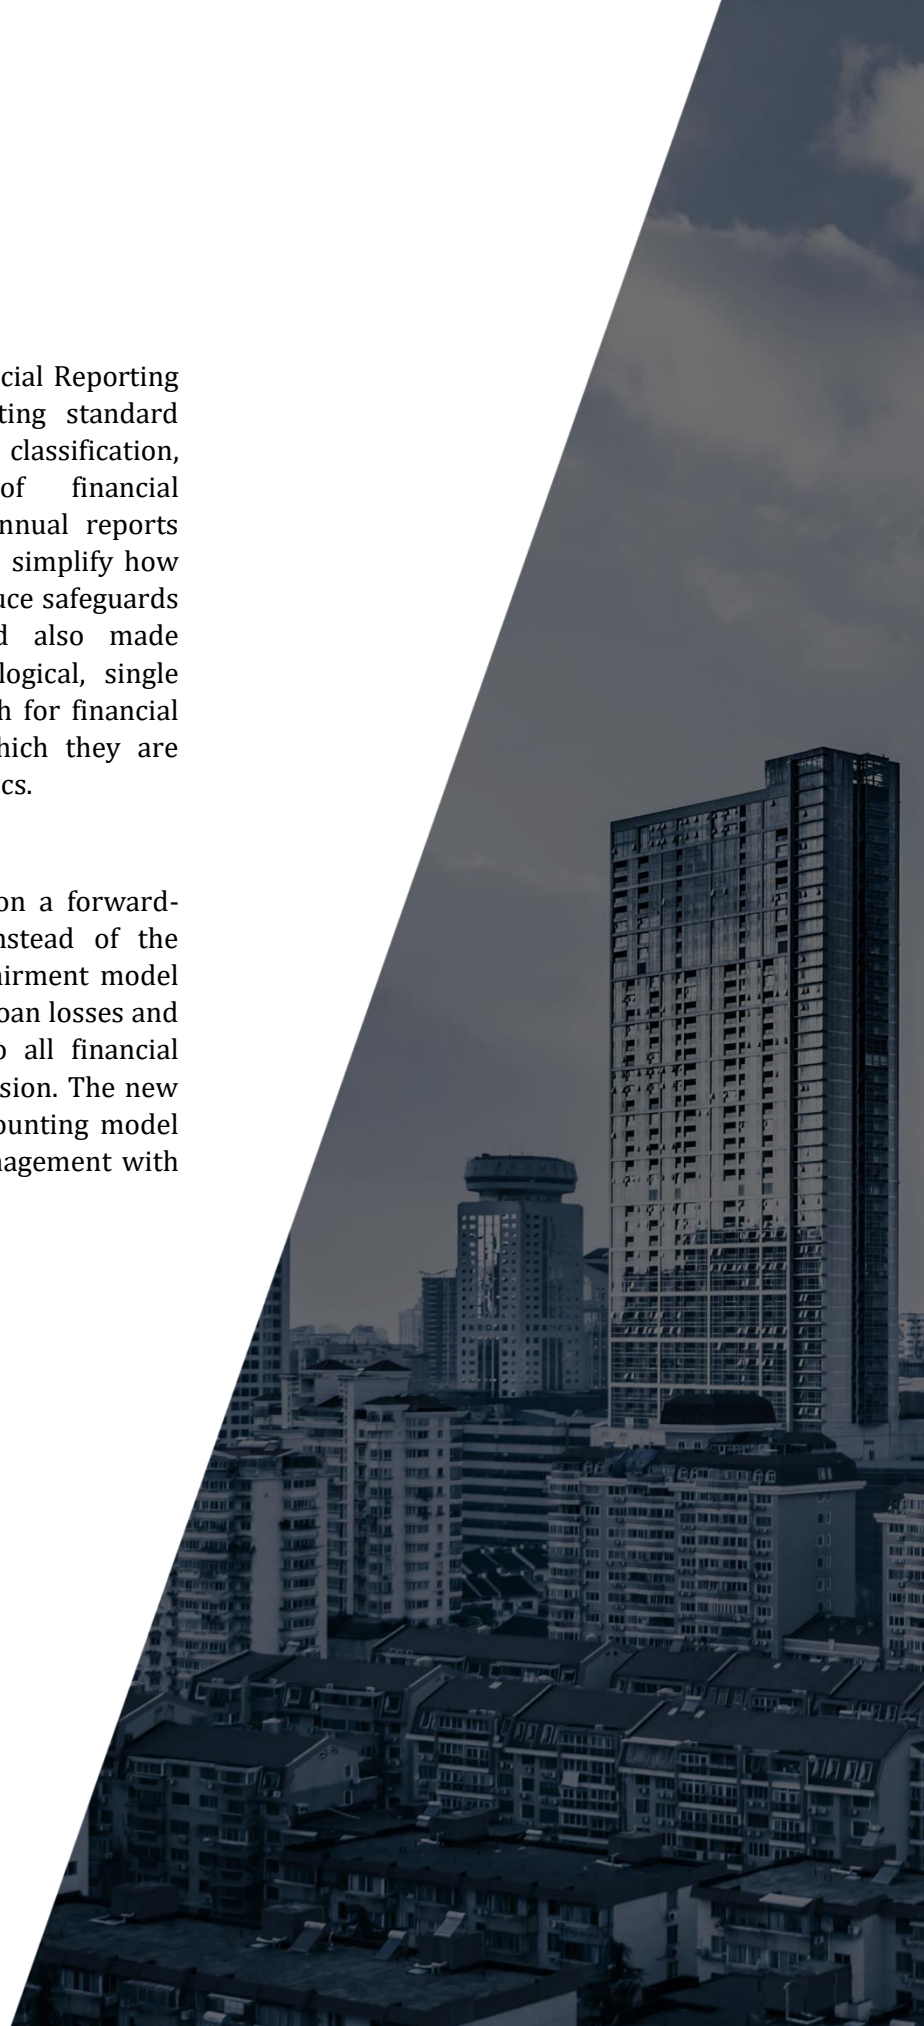 cial Reporting
ting standard
classification,
of financial
nnual reports
simplify how
uce safeguards
d also made
logical, single
h for financial
hich they are
cs.
on a forward-
nstead of the
airment model
oan losses and
o all financial
sion. The new
ounting model
nagement with